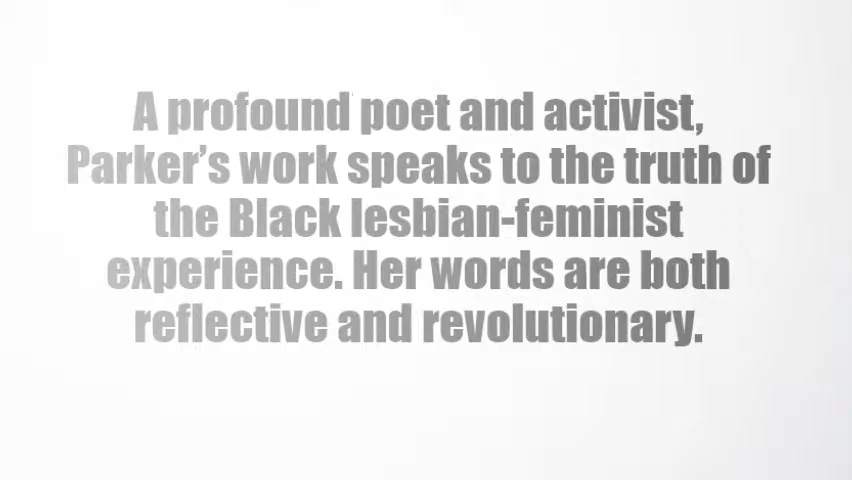 A profound poet and activist,
Parker’s work speaks to the truth of
the Black lesbian-feminist
experience. Her words are both
reflective and revolutionary.